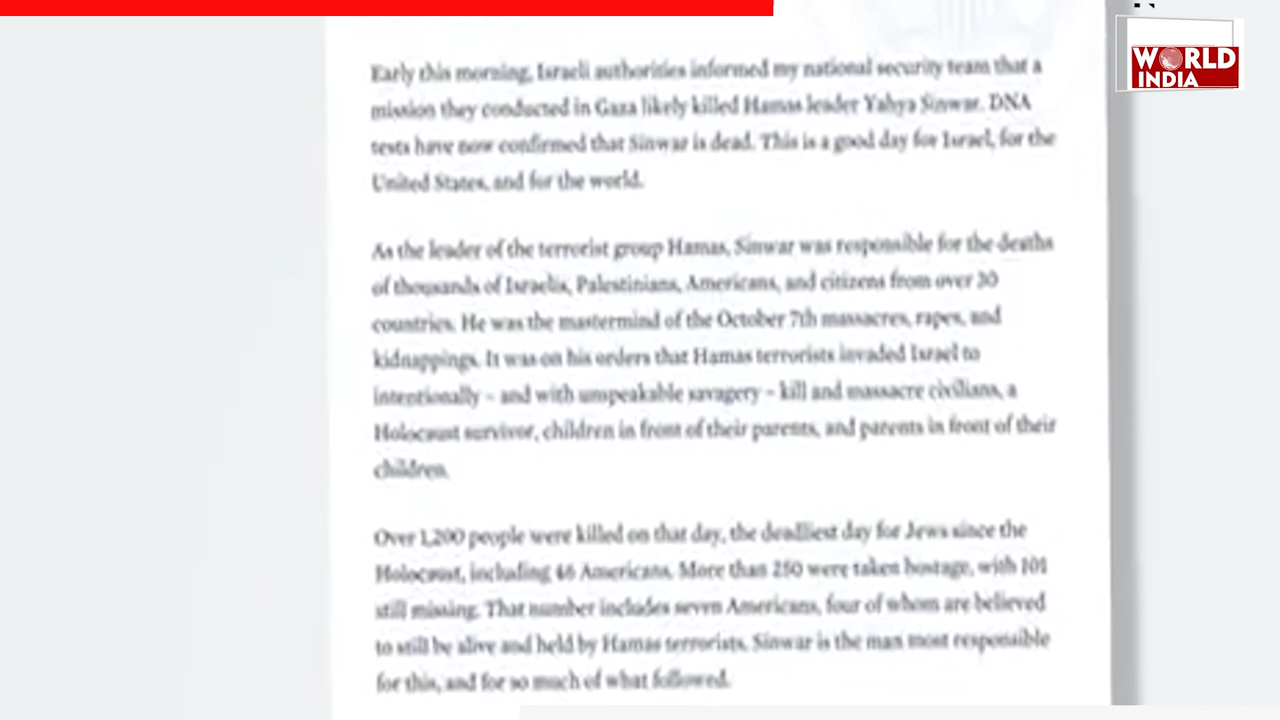 WORLD
INDIA
Early this morning, Israeli authorities informed my national security team that a
mission they conducted in Gaza likely killed Hamas leader Yahya Sinwar. DNA
tests have now confirmed that Sinwar is dead. This is a good day for Israel, for the
United States, and for the world.
As the leader of the terrorist group Hamas, Sinwar was responsible for the deaths
of thousands of Israelis, Palestinians, Americans, and citizens from over 30
countries. He was the mastermind of the October 7th massacres, rapes, and
kidnappings. It was on his orders that Hamas terrorists invaded Israel to
intentionally – and with unspeakable savagery – kill and massacre civilians, a
Holocaust survivor, children in front of their parents, and parents in front of their
children.
Over 1,200 people were killed on that day, the deadliest day for Jews since the
Holocaust, including 46 Americans. More than 250 were taken hostage, with 101
still missing. That number includes seven Americans, four of whom are believed
to still be alive and held by Hamas terrorists. Sinwar is the man most responsible
for this, and for so much of what followed.